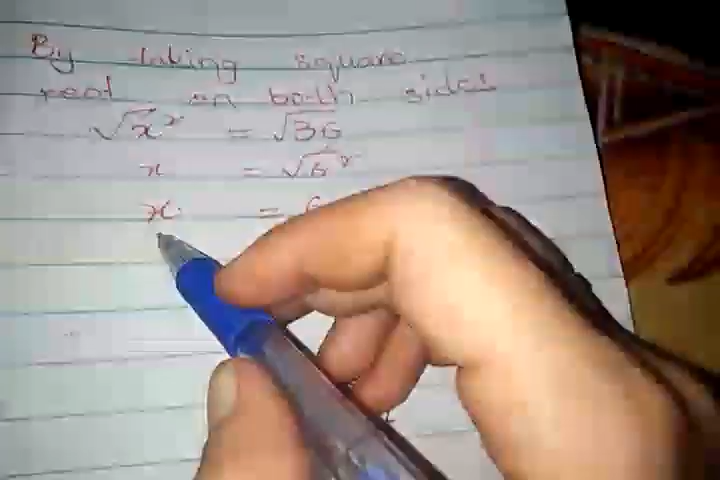 By taking square
root on both sides
√x² = √36
x = √6²
x = 6